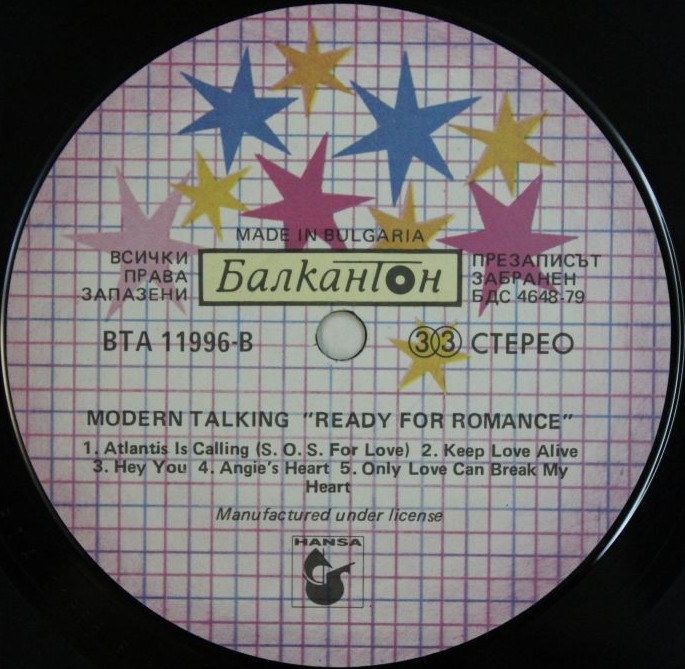 MADE IN BULGARIA
ВСИЧКИ
ПРАВА
ЗАПАЗЕНИ
Балкантон
ПРЕЗАПИСЪТ
ЗАБРАНЕН
БДС 4648-79
ВТА 11996-В
33 СТЕРЕО
MODERN TALKING "READY FOR ROMANCE"
1. Atlantis Is Calling (S. O. S. For Love) 2. Keep Love Alive
3. Hey You 4. Angie's Heart 5. Only Love Can Break My
Heart
Manufactured under license
HANSA